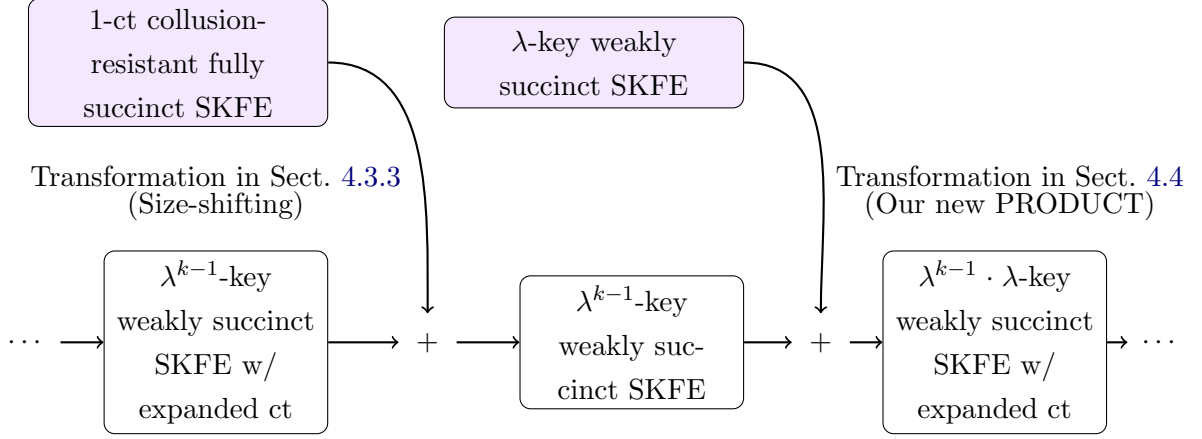 1-ct collusion-
resistant fully
succinct SKFE
λ-key weakly
succinct SKFE
Transformation in Sect. 4.3.3
(Size-shifting)
Transformation in Sect. 4.4
(Our new PRODUCT)
⋯
λ^{k−1}-key
weakly succinct
SKFE w/
expanded ct
+
λ^{k−1}-key
weakly suc-
cinct SKFE
+
λ^{k−1} · λ-key
weakly succinct
SKFE w/
expanded ct
⋯